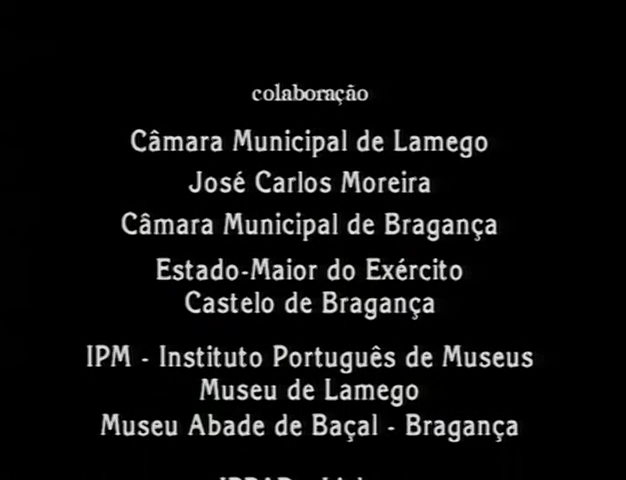 colaboração
Câmara Municipal de Lamego
José Carlos Moreira
Câmara Municipal de Bragança
Estado-Maior do Exército
Castelo de Bragança
IPM - Instituto Português de Museus
Museu de Lamego
Museu Abade de Baçal - Bragança